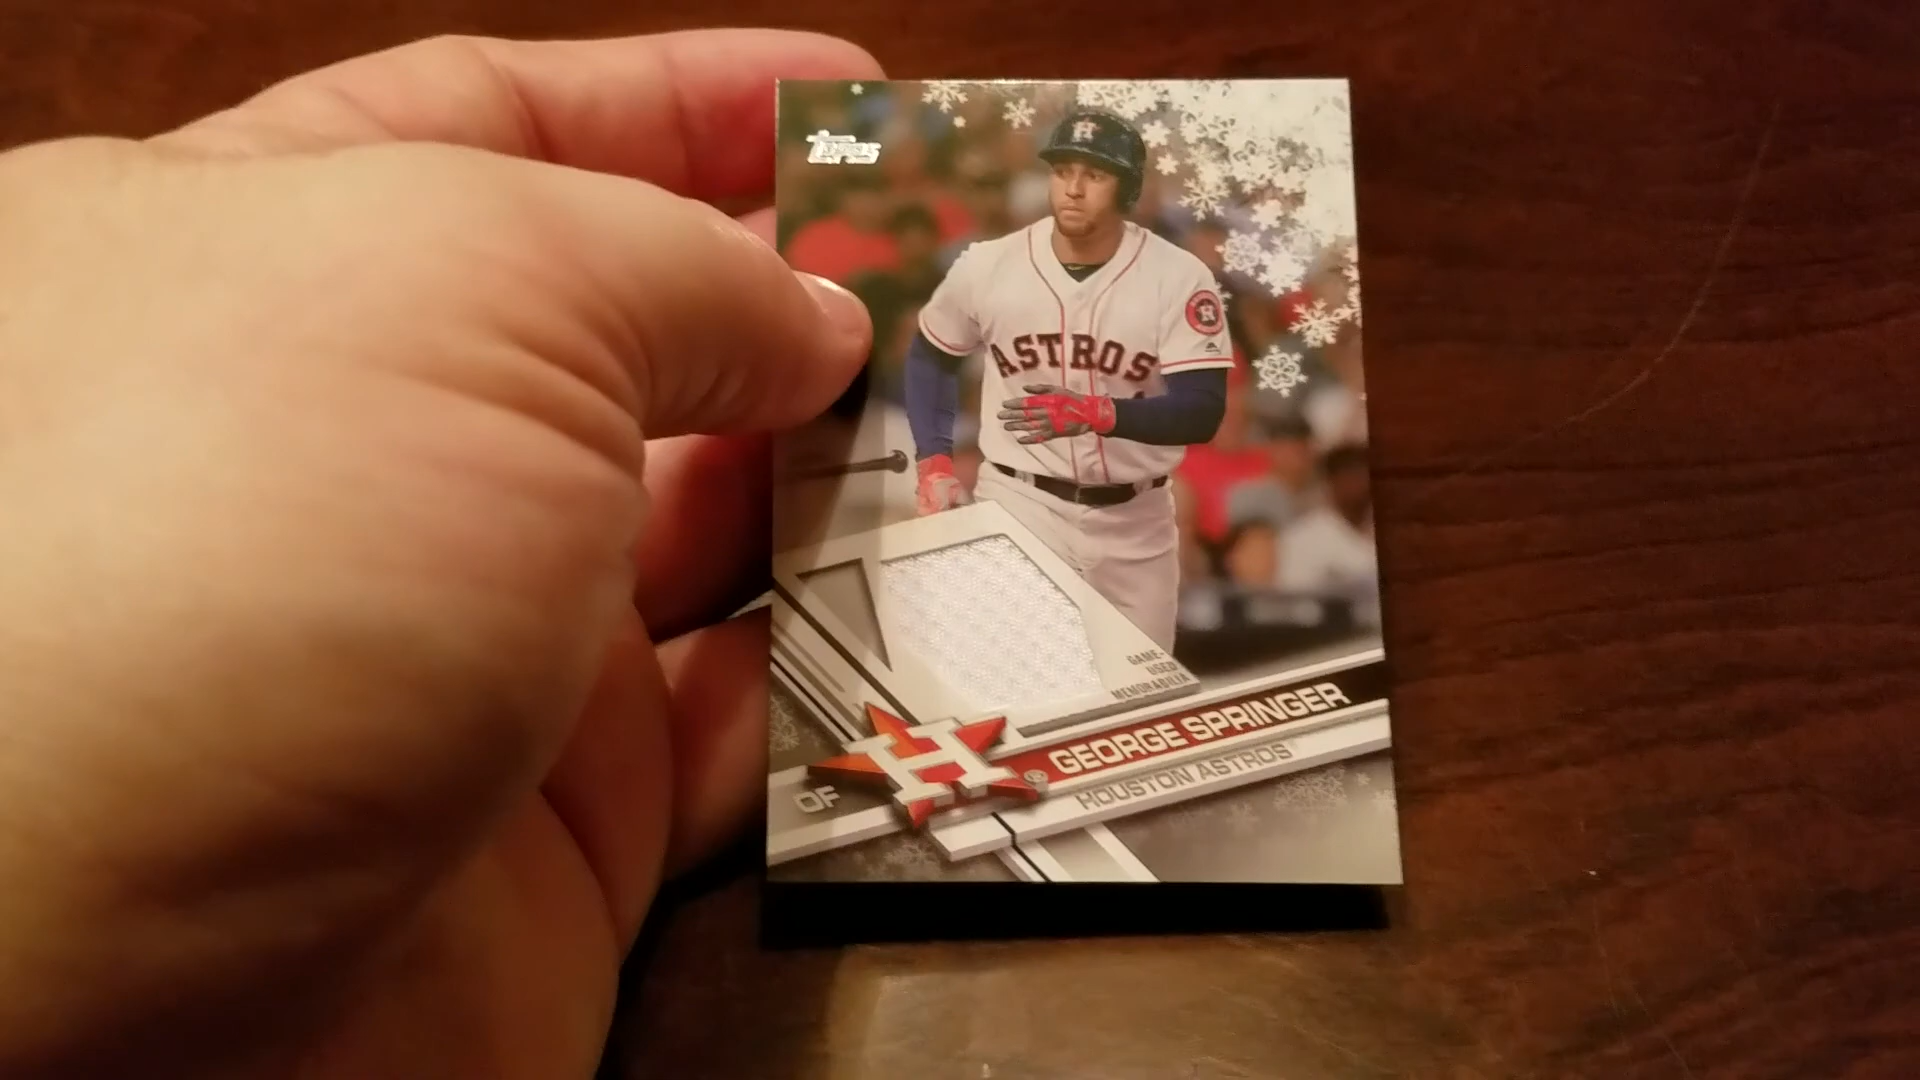 Topps
H
H
ASTROS
GAME-
USED
MEMORABILIA
GEORGE SPRINGER
HOUSTON ASTROS
H
OF